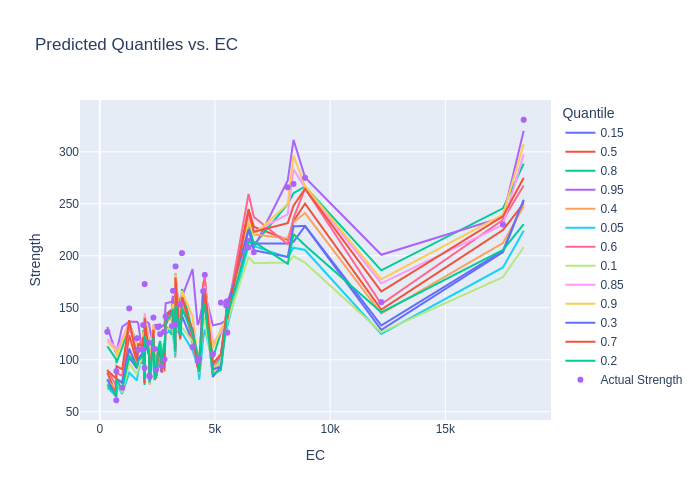 Predicted Quantiles vs. EC
Quantile
0.15
0.5
0.8
0.95
0.4
0.05
0.6
0.1
0.85
0.9
0.3
0.7
0.2
Actual Strength
300
250
200
150
100
50
Strength
0
5k
10k
15k
EC